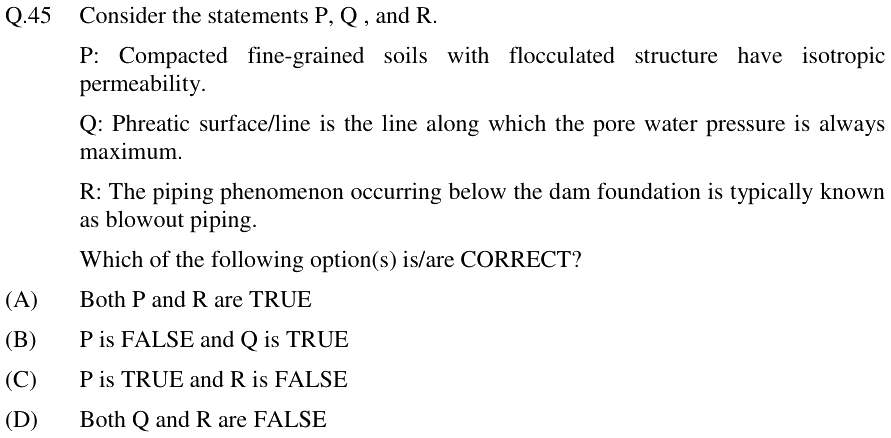 Q.45 Consider the statements P, Q , and R.
P: Compacted fine-grained soils with flocculated structure have isotropic
permeability.
Q: Phreatic surface/line is the line along which the pore water pressure is always
maximum.
R: The piping phenomenon occurring below the dam foundation is typically known
as blowout piping.
Which of the following option(s) is/are CORRECT?
(A) Both P and R are TRUE
(B) P is FALSE and Q is TRUE
(C) P is TRUE and R is FALSE
(D) Both Q and R are FALSE